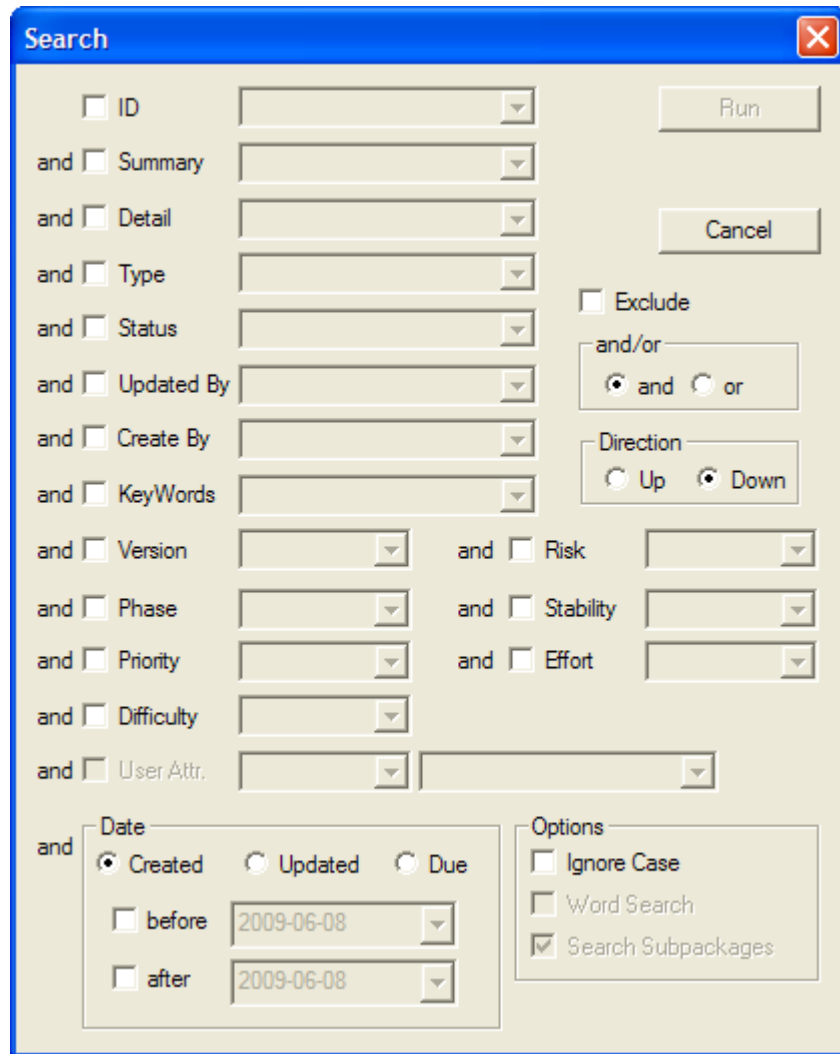 Search
ID Run
and Summary
and Detail Cancel
and Type
Exclude
and Status
and/or
and Updated By and or
and Create By Direction
and KeyWords Up Down
and Version and Risk
and Phase and Stability
and Priority and Effort
and Difficulty
and User Attr.
Date Options
and Created Updated Due Ignore Case
before 2009-06-08 Word Search
after 2009-06-08 Search Subpackages